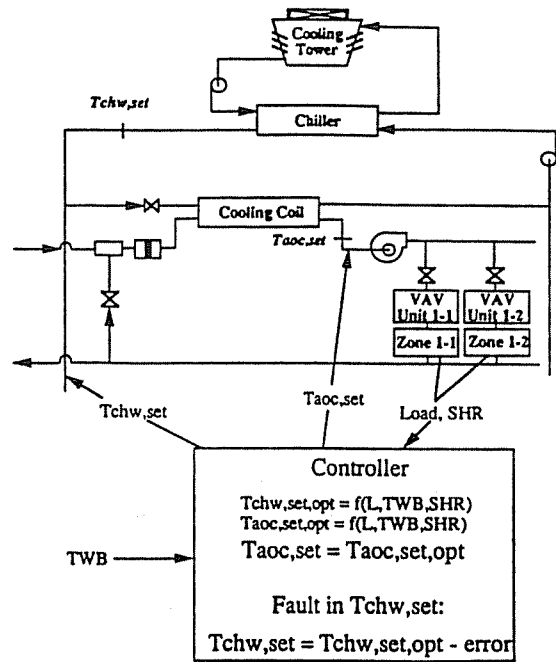 Cooling
Tower
Tchw,set
Chiller
Cooling Coil
Taoc,set
VAV
Unit 1-1
VAV
Unit 1-2
Zone 1-1
Zone 1-2
Tchw,set
Taoc,set
Load, SHR
Controller
Tchw,set,opt = f(L,TWB,SHR)
Taoc,set,opt = f(L,TWB,SHR)
Taoc,set = Taoc,set,opt
TWB
Fault in Tchw,set:
Tchw,set = Tchw,set,opt - error